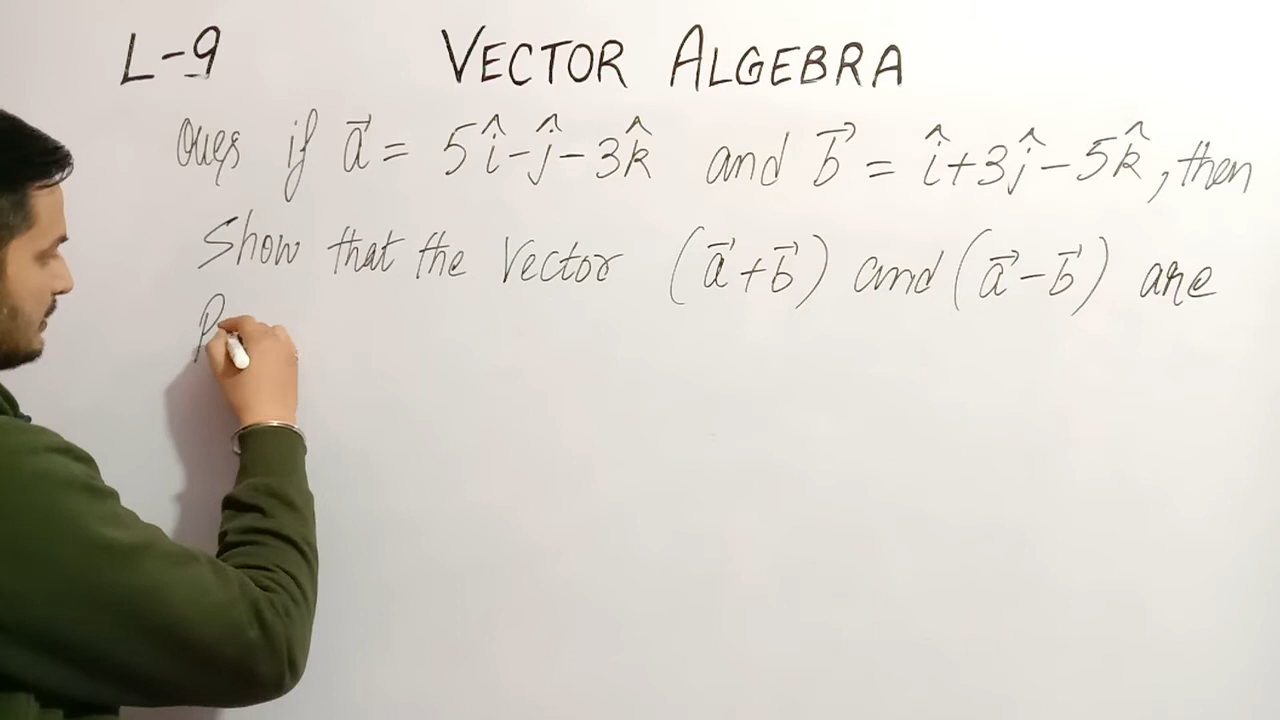 L-9 VECTOR ALGEBRA
Ques if a⃗ = 5î-ĵ-3k̂ and b⃗ = î+3ĵ-5k̂, then
Show that the Vector (a⃗+b⃗) and (a⃗-b⃗) are
P